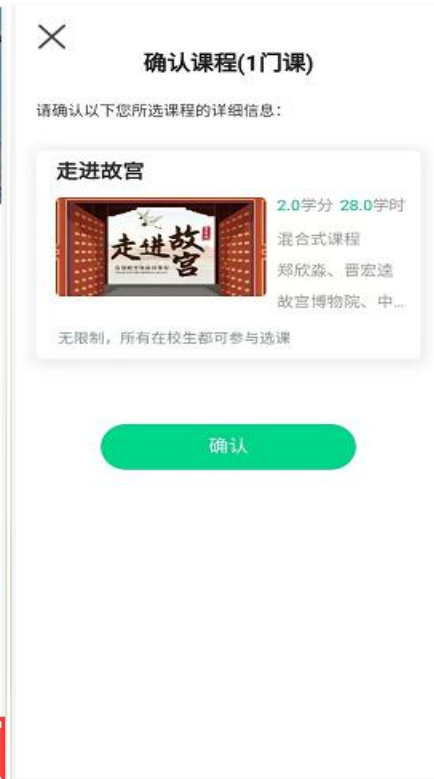 确认课程(1门课)
请确认以下您所选课程的详细信息：
走进故宫
走进故宫
2.0学分 28.0学时
混合式课程
郑欣淼、晋宏逵
故宫博物院、中...
无限制，所有在校生都可参与选课
确认